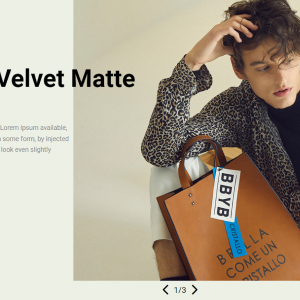 Velvet Matte
Lorem ipsum available,
some form, by injected
look even slightly
BBYB
CRISTALLO
BELLA
COME UN
CRISTALLO
1/3